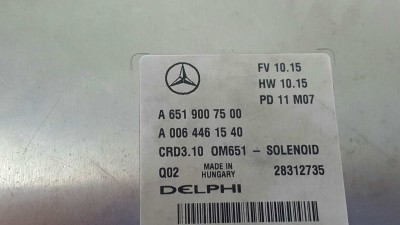 FV 10.15
HW 10.15
PD 11 M07
A 651 900 75 00
A 006 446 15 40
CRD3.10 OM651 - SOLENOID
Q02 MADE IN HUNGARY 28312735
DELPHI